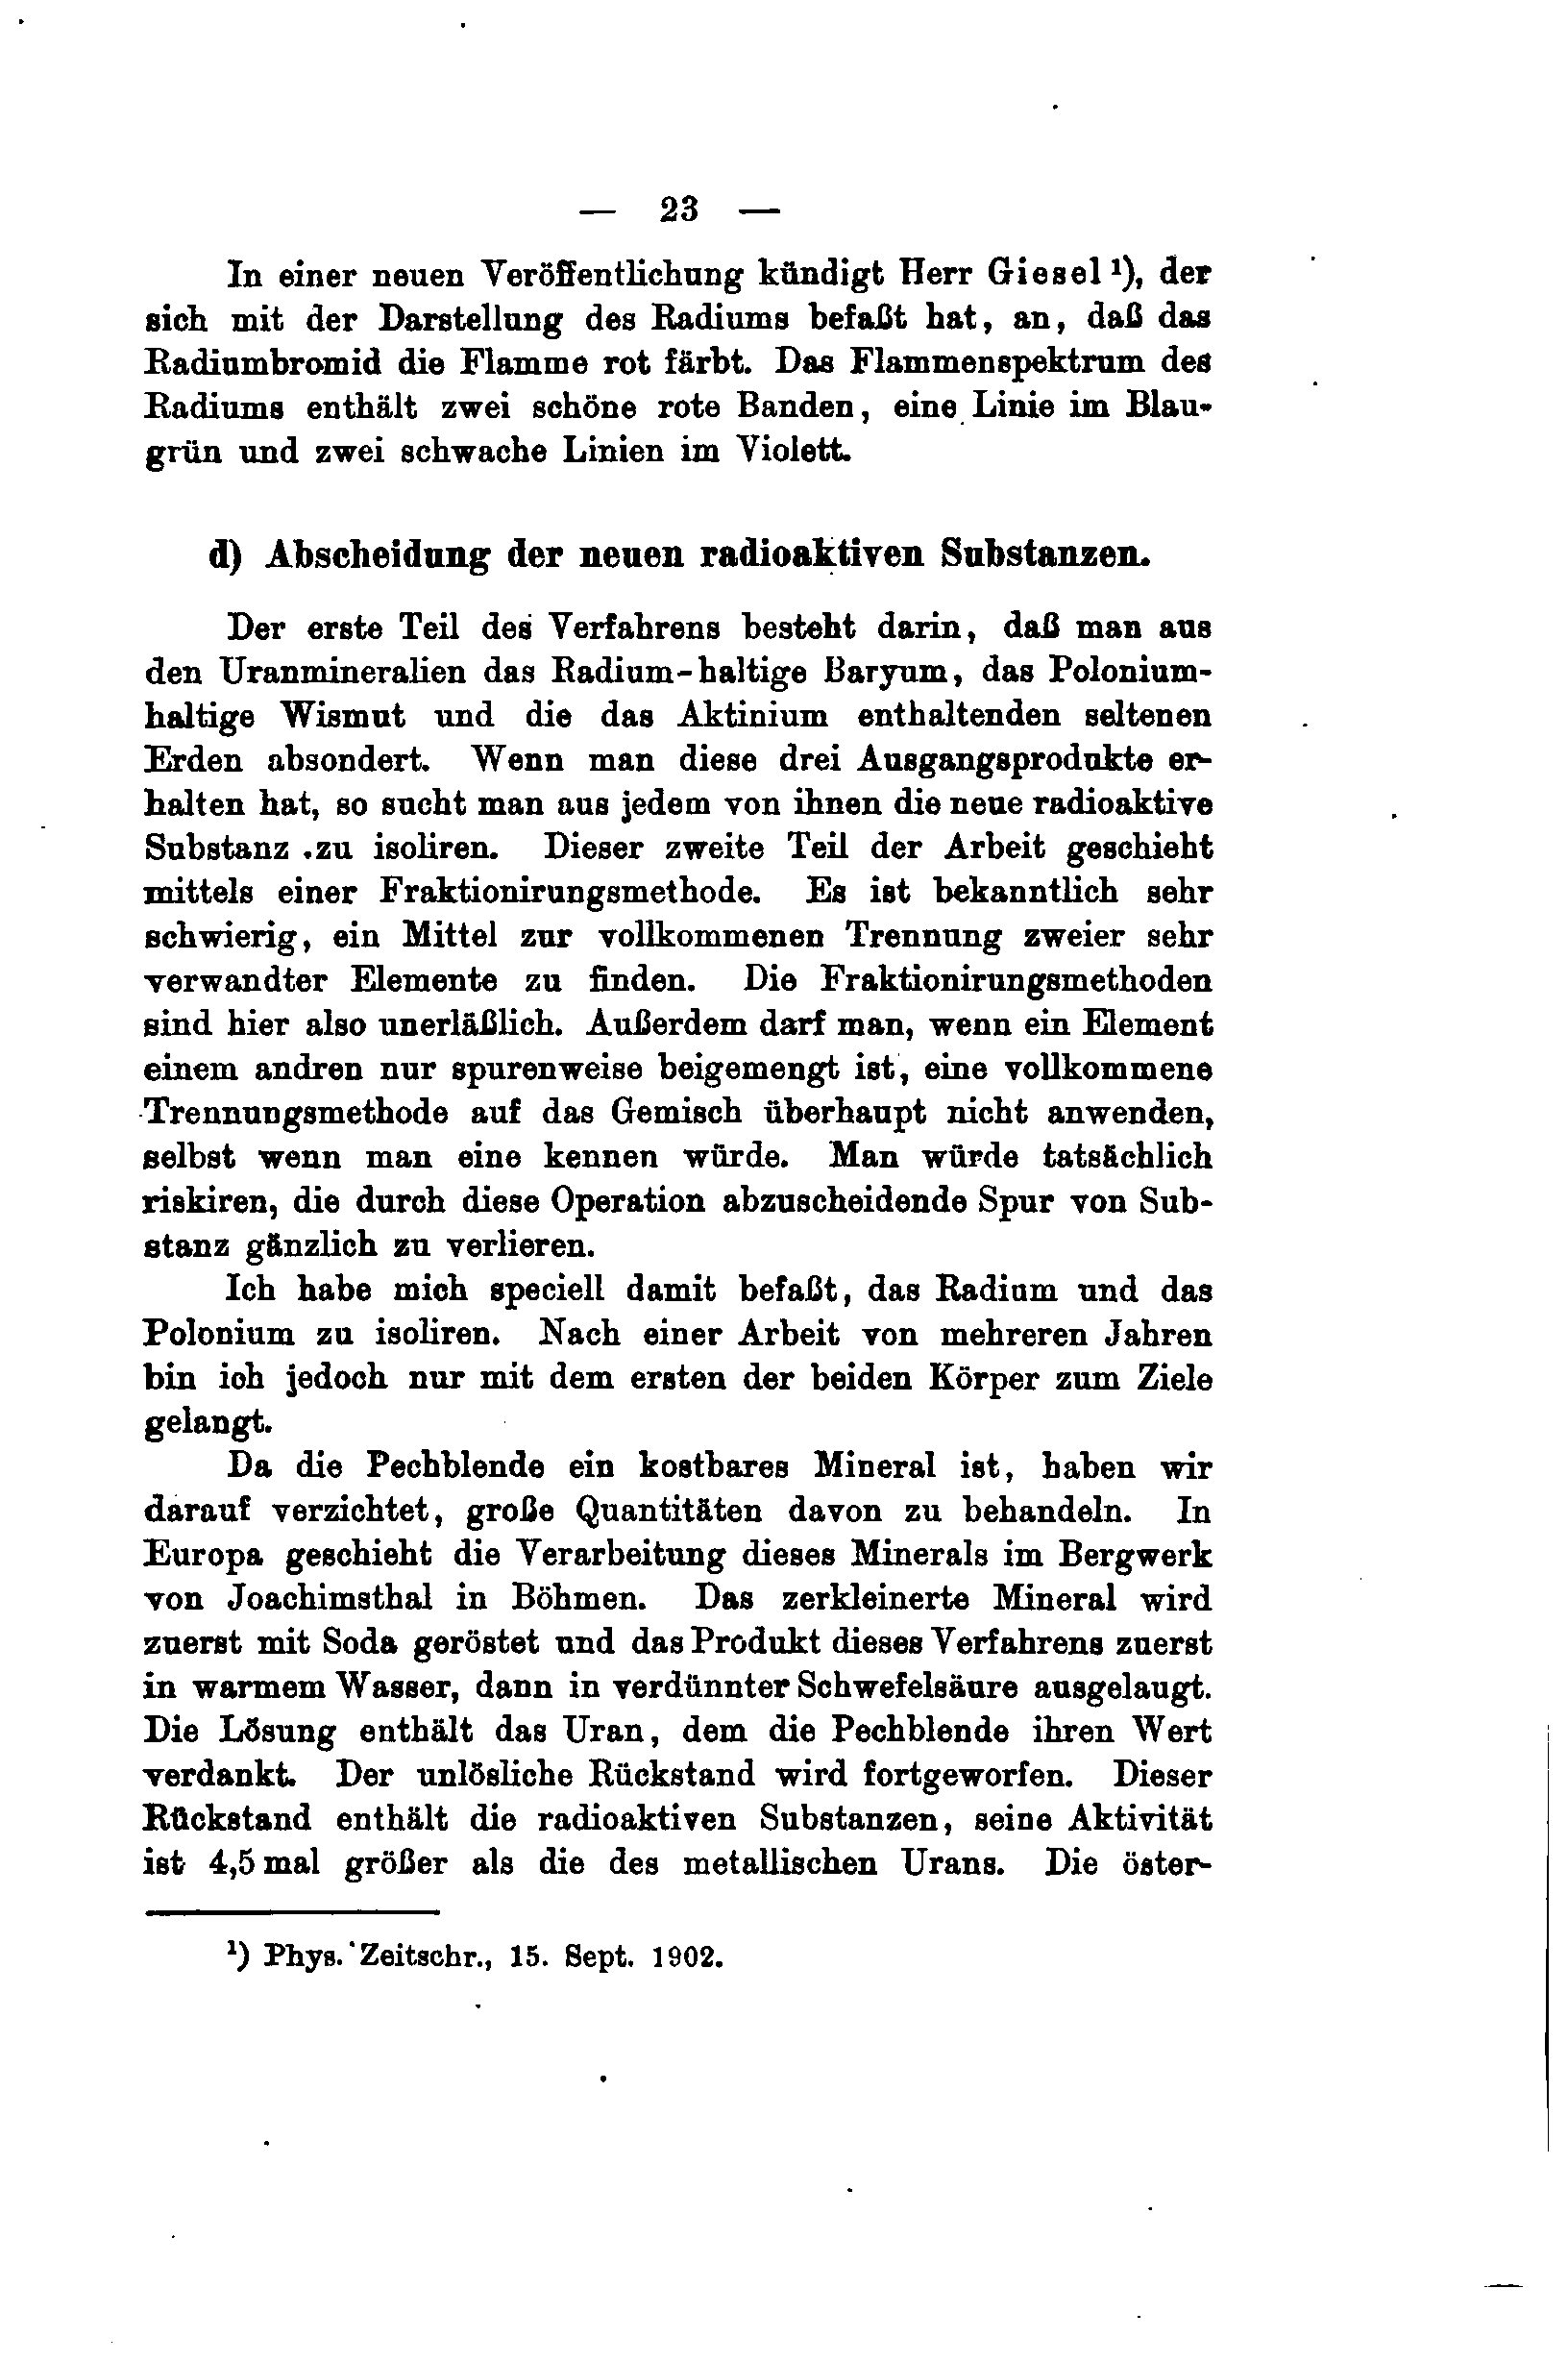 — 23 —
In einer neuen Veröffentlichung kündigt Herr Giesel ¹), der
sich mit der Darstellung des Radiums befaßt hat, an, daß das
Radiumbromid die Flamme rot färbt. Das Flammenspektrum des
Radiums enthält zwei schöne rote Banden, eine Linie im Blau-
grün und zwei schwache Linien im Violett.
d) Abscheidung der neuen radioaktiven Substanzen.
Der erste Teil des Verfahrens besteht darin, daß man aus
den Uranmineralien das Radium-haltige Baryum, das Polonium-
haltige Wismut und die das Aktinium enthaltenden seltenen
Erden absondert. Wenn man diese drei Ausgangsprodukte er-
halten hat, so sucht man aus jedem von ihnen die neue radioaktive
Substanz zu isoliren. Dieser zweite Teil der Arbeit geschieht
mittels einer Fraktionirungsmethode. Es ist bekanntlich sehr
schwierig, ein Mittel zur vollkommenen Trennung zweier sehr
verwandter Elemente zu finden. Die Fraktionirungsmethoden
sind hier also unerläßlich. Außerdem darf man, wenn ein Element
einem andren nur spurenweise beigemengt ist, eine vollkommene
Trennungsmethode auf das Gemisch überhaupt nicht anwenden,
selbst wenn man eine kennen würde. Man würde tatsächlich
riskiren, die durch diese Operation abzuscheidende Spur von Sub-
stanz gänzlich zu verlieren.
Ich habe mich speciell damit befaßt, das Radium und das
Polonium zu isoliren. Nach einer Arbeit von mehreren Jahren
bin ich jedoch nur mit dem ersten der beiden Körper zum Ziele
gelangt.
Da die Pechblende ein kostbares Mineral ist, haben wir
darauf verzichtet, große Quantitäten davon zu behandeln. In
Europa geschieht die Verarbeitung dieses Minerals im Bergwerk
von Joachimsthal in Böhmen. Das zerkleinerte Mineral wird
zuerst mit Soda geröstet und das Produkt dieses Verfahrens zuerst
in warmem Wasser, dann in verdünnter Schwefelsäure ausgelaugt.
Die Lösung enthält das Uran, dem die Pechblende ihren Wert
verdankt. Der unlösliche Rückstand wird fortgeworfen. Dieser
Rückstand enthält die radioaktiven Substanzen, seine Aktivität
ist 4,5 mal größer als die des metallischen Urans. Die öster-
¹) Phys. Zeitschr., 15. Sept. 1902.